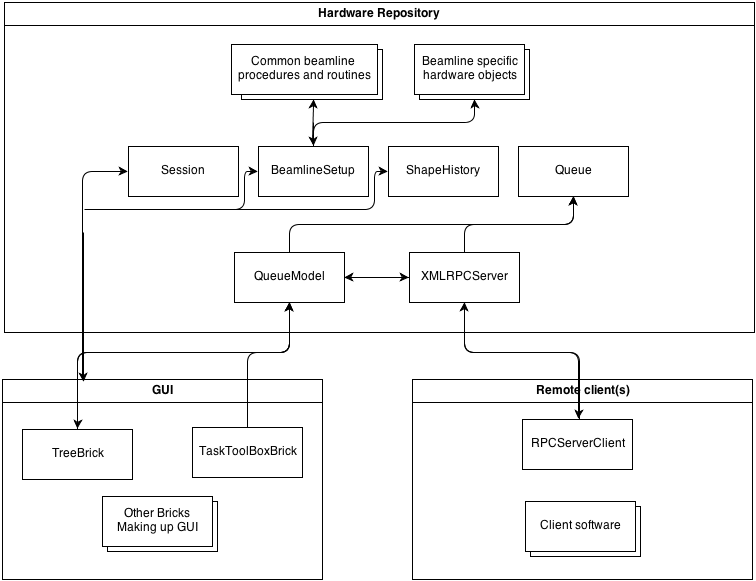 Hardware Repository
Common beamline
procedures and routines
Beamline specific
hardware objects
Session
BeamlineSetup
ShapeHistory
Queue
QueueModel
XMLRPCServer
GUI
TreeBrick
TaskToolBoxBrick
Other Bricks
Making up GUI
Remote client(s)
RPCServerClient
Client software